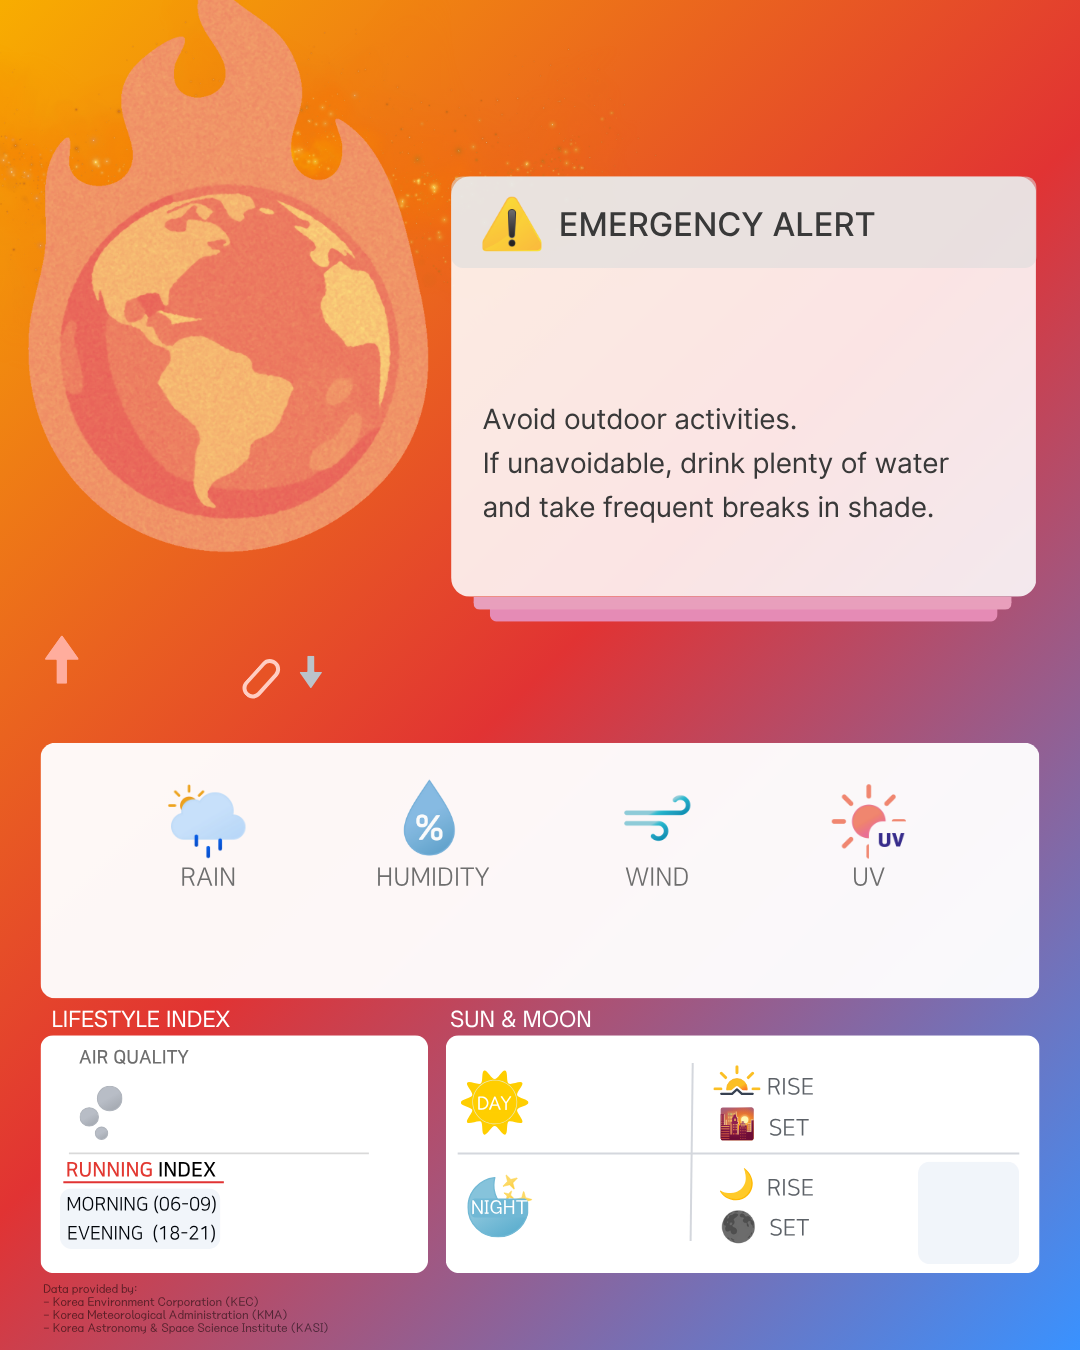 EMERGENCY ALERT
Avoid outdoor activities.
If unavoidable, drink plenty of water
and take frequent breaks in shade.
%
UV
RAIN
HUMIDITY
WIND
UV
LIFESTYLE INDEX
AIR QUALITY
RUNNING INDEX
MORNING (06-09)
EVENING (18-21)
SUN & MOON
DAY
RISE
SET
NIGHT
RISE
SET
Data provided by:
- Korea Environment Corporation (KEC)
- Korea Meteorological Administration (KMA)
- Korea Astronomy & Space Science Institute (KASI)